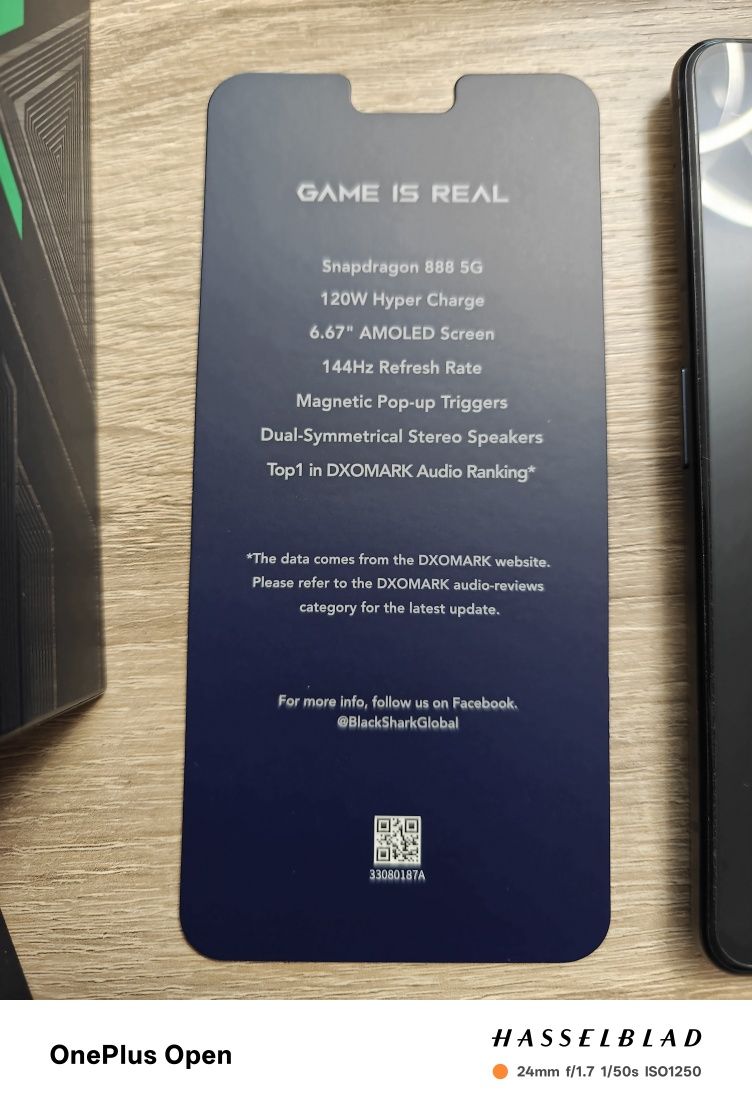 GAME IS REAL
Snapdragon 888 5G
120W Hyper Charge
6.67" AMOLED Screen
144Hz Refresh Rate
Magnetic Pop-up Triggers
Dual-Symmetrical Stereo Speakers
Top1 in DXOMARK Audio Ranking*
*The data comes from the DXOMARK website.
Please refer to the DXOMARK audio-reviews
category for the latest update.
For more info, follow us on Facebook.
@BlackSharkGlobal
33080187A
OnePlus Open
HASSELBLAD
24mm f/1.7 1/50s ISO1250